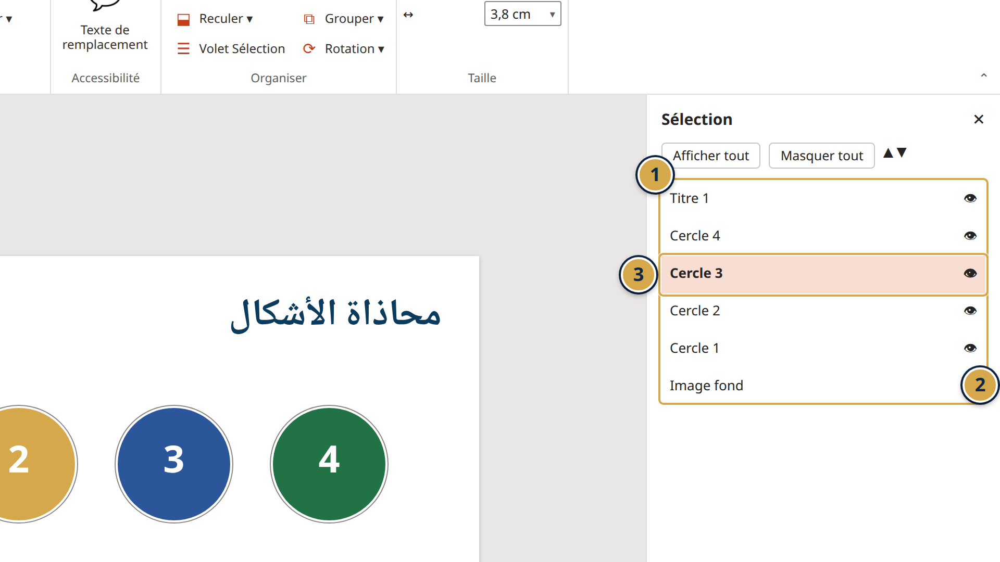 Texte de
remplacement
Accessibilité
Reculer ▾
Grouper ▾
Volet Sélection
Rotation ▾
Organiser
3,8 cm
Taille
Sélection
Afficher tout
Masquer tout
1
Titre 1
Cercle 4
3
Cercle 3
Cercle 2
Cercle 1
Image fond
2
محاذاة الأشكال
2
3
4